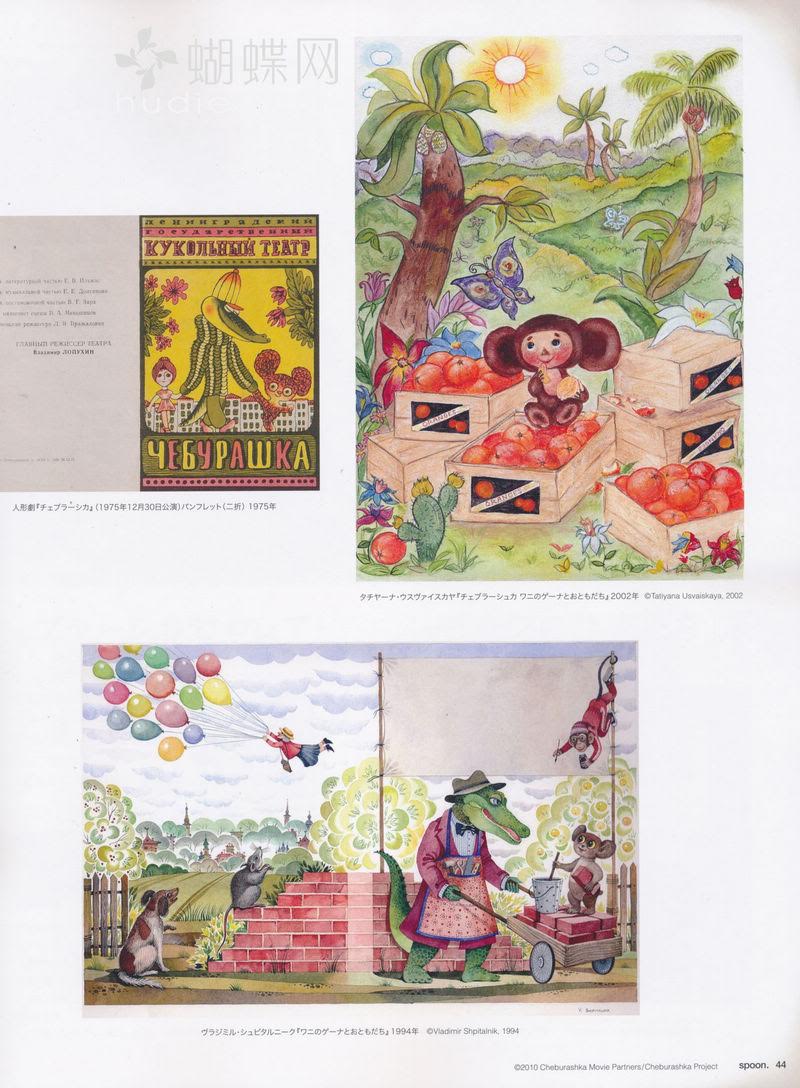 蝴蝶网
hudie
литературной частью Е. В.
музыкальной частью Е. Е.
постановочной частью В. Г.
ГЛАВНЫЙ РЕЖИССЕР ТЕАТРА
Владимир ЛОПУХИН
ЛЕНИНГРАДСКИЙ
ГОСУДАРСТВЕННЫЙ
КУКОЛЬНЫЙ ТЕАТР
ЧЕБУРАШКА
人形劇『チェブラーシカ』(1975年12月30日公演)パンフレット(二折) 1975年
ORANGES
ORANGES
タチヤーナ・ウスヴァイスカヤ『チェブラーシュカ ワニのゲーナとおともだち』2002年 ©Tatiyana Usvaiskaya, 2002
ヴラジミル・シュピタルニーク『ワニのゲーナとおともだち』1994年 ©Vladimir Shpitalnik, 1994
©2010 Cheburashka Movie Partners/Cheburashka Project
spoon. 44